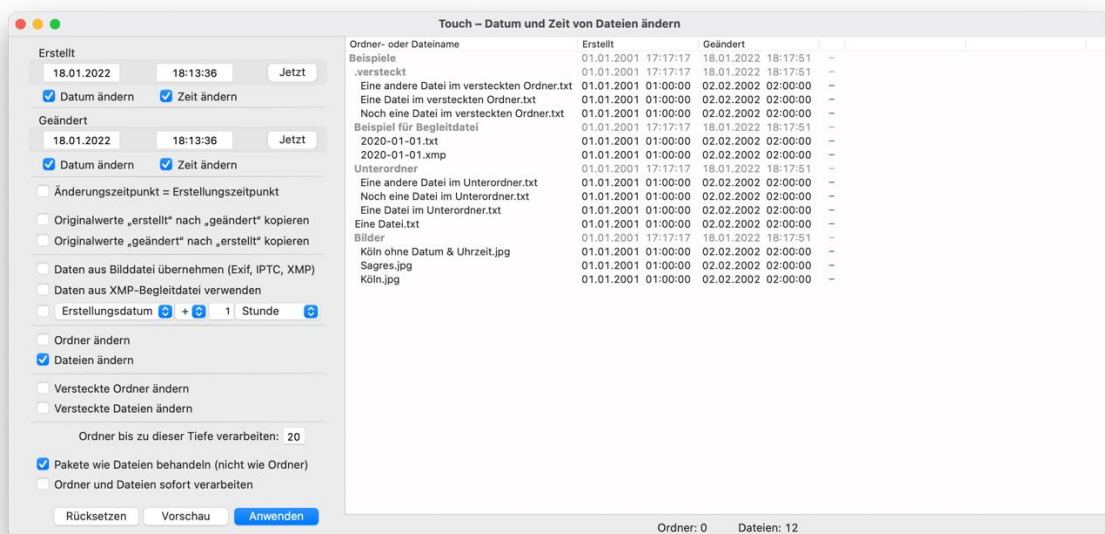 Touch – Datum und Zeit von Dateien ändern
Erstellt
18.01.2022 18:13:36 Jetzt
Datum ändern Zeit ändern
Geändert
18.01.2022 18:13:36 Jetzt
Datum ändern Zeit ändern
Änderungszeitpunkt = Erstellungszeitpunkt
Originalwerte „erstellt“ nach „geändert“ kopieren
Originalwerte „geändert“ nach „erstellt“ kopieren
Daten aus Bilddatei übernehmen (Exif, IPTC, XMP)
Daten aus XMP-Begleitdatei verwenden
Erstellungsdatum + 1 Stunde
Ordner ändern
Dateien ändern
Versteckte Ordner ändern
Versteckte Dateien ändern
Ordner bis zu dieser Tiefe verarbeiten: 20
Pakete wie Dateien behandeln (nicht wie Ordner)
Ordner und Dateien sofort verarbeiten
Rücksetzen Vorschau Anwenden
Ordner- oder Dateiname Erstellt Geändert
Beispiele 01.01.2001 17:17:17 18.01.2022 18:17:51 –
.versteckt 01.01.2001 17:17:17 18.01.2022 18:17:51 –
Eine andere Datei im versteckten Ordner.txt 01.01.2001 01:00:00 02.02.2002 02:00:00 –
Eine Datei im versteckten Ordner.txt 01.01.2001 01:00:00 02.02.2002 02:00:00 –
Noch eine Datei im versteckten Ordner.txt 01.01.2001 01:00:00 02.02.2002 02:00:00 –
Beispiel für Begleitdatei 01.01.2001 17:17:17 18.01.2022 18:17:51 –
2020-01-01.txt 01.01.2001 01:00:00 02.02.2002 02:00:00 –
2020-01-01.xmp 01.01.2001 01:00:00 02.02.2002 02:00:00 –
Unterordner 01.01.2001 17:17:17 18.01.2022 18:17:51 –
Eine andere Datei im Unterordner.txt 01.01.2001 01:00:00 02.02.2002 02:00:00 –
Noch eine Datei im Unterordner.txt 01.01.2001 01:00:00 02.02.2002 02:00:00 –
Eine Datei im Unterordner.txt 01.01.2001 01:00:00 02.02.2002 02:00:00 –
Eine Datei.txt 01.01.2001 01:00:00 02.02.2002 02:00:00 –
Bilder 01.01.2001 17:17:17 18.01.2022 18:17:51 –
Köln ohne Datum & Uhrzeit.jpg 01.01.2001 01:00:00 02.02.2002 02:00:00 –
Sagres.jpg 01.01.2001 01:00:00 02.02.2002 02:00:00 –
Köln.jpg 01.01.2001 01:00:00 02.02.2002 02:00:00 –
Ordner: 0 Dateien: 12